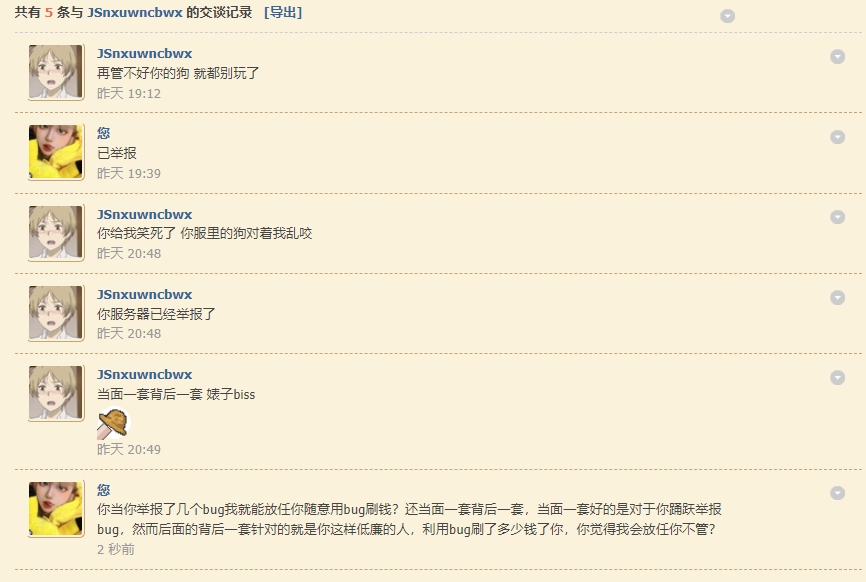 共有 5 条与 JSnxuwncbwx 的交谈记录 [导出]
JSnxuwncbwx
再管不好你的狗 就都别玩了
昨天 19:12
您
已举报
昨天 19:39
JSnxuwncbwx
你给我笑死了 你服里的狗对着我乱咬
昨天 20:48
JSnxuwncbwx
你服务器已经举报了
昨天 20:48
JSnxuwncbwx
当面一套背后一套 婊子biss
昨天 20:49
您
你当你举报了几个bug我就能放任你随意用bug刷钱？还当面一套背后一套，当面一套好的是对于你踊跃举报
bug，然而后面的背后一套针对的就是你这样低廉的人，利用bug刷了多少钱了你，你觉得我会放任你不管？
2 秒前